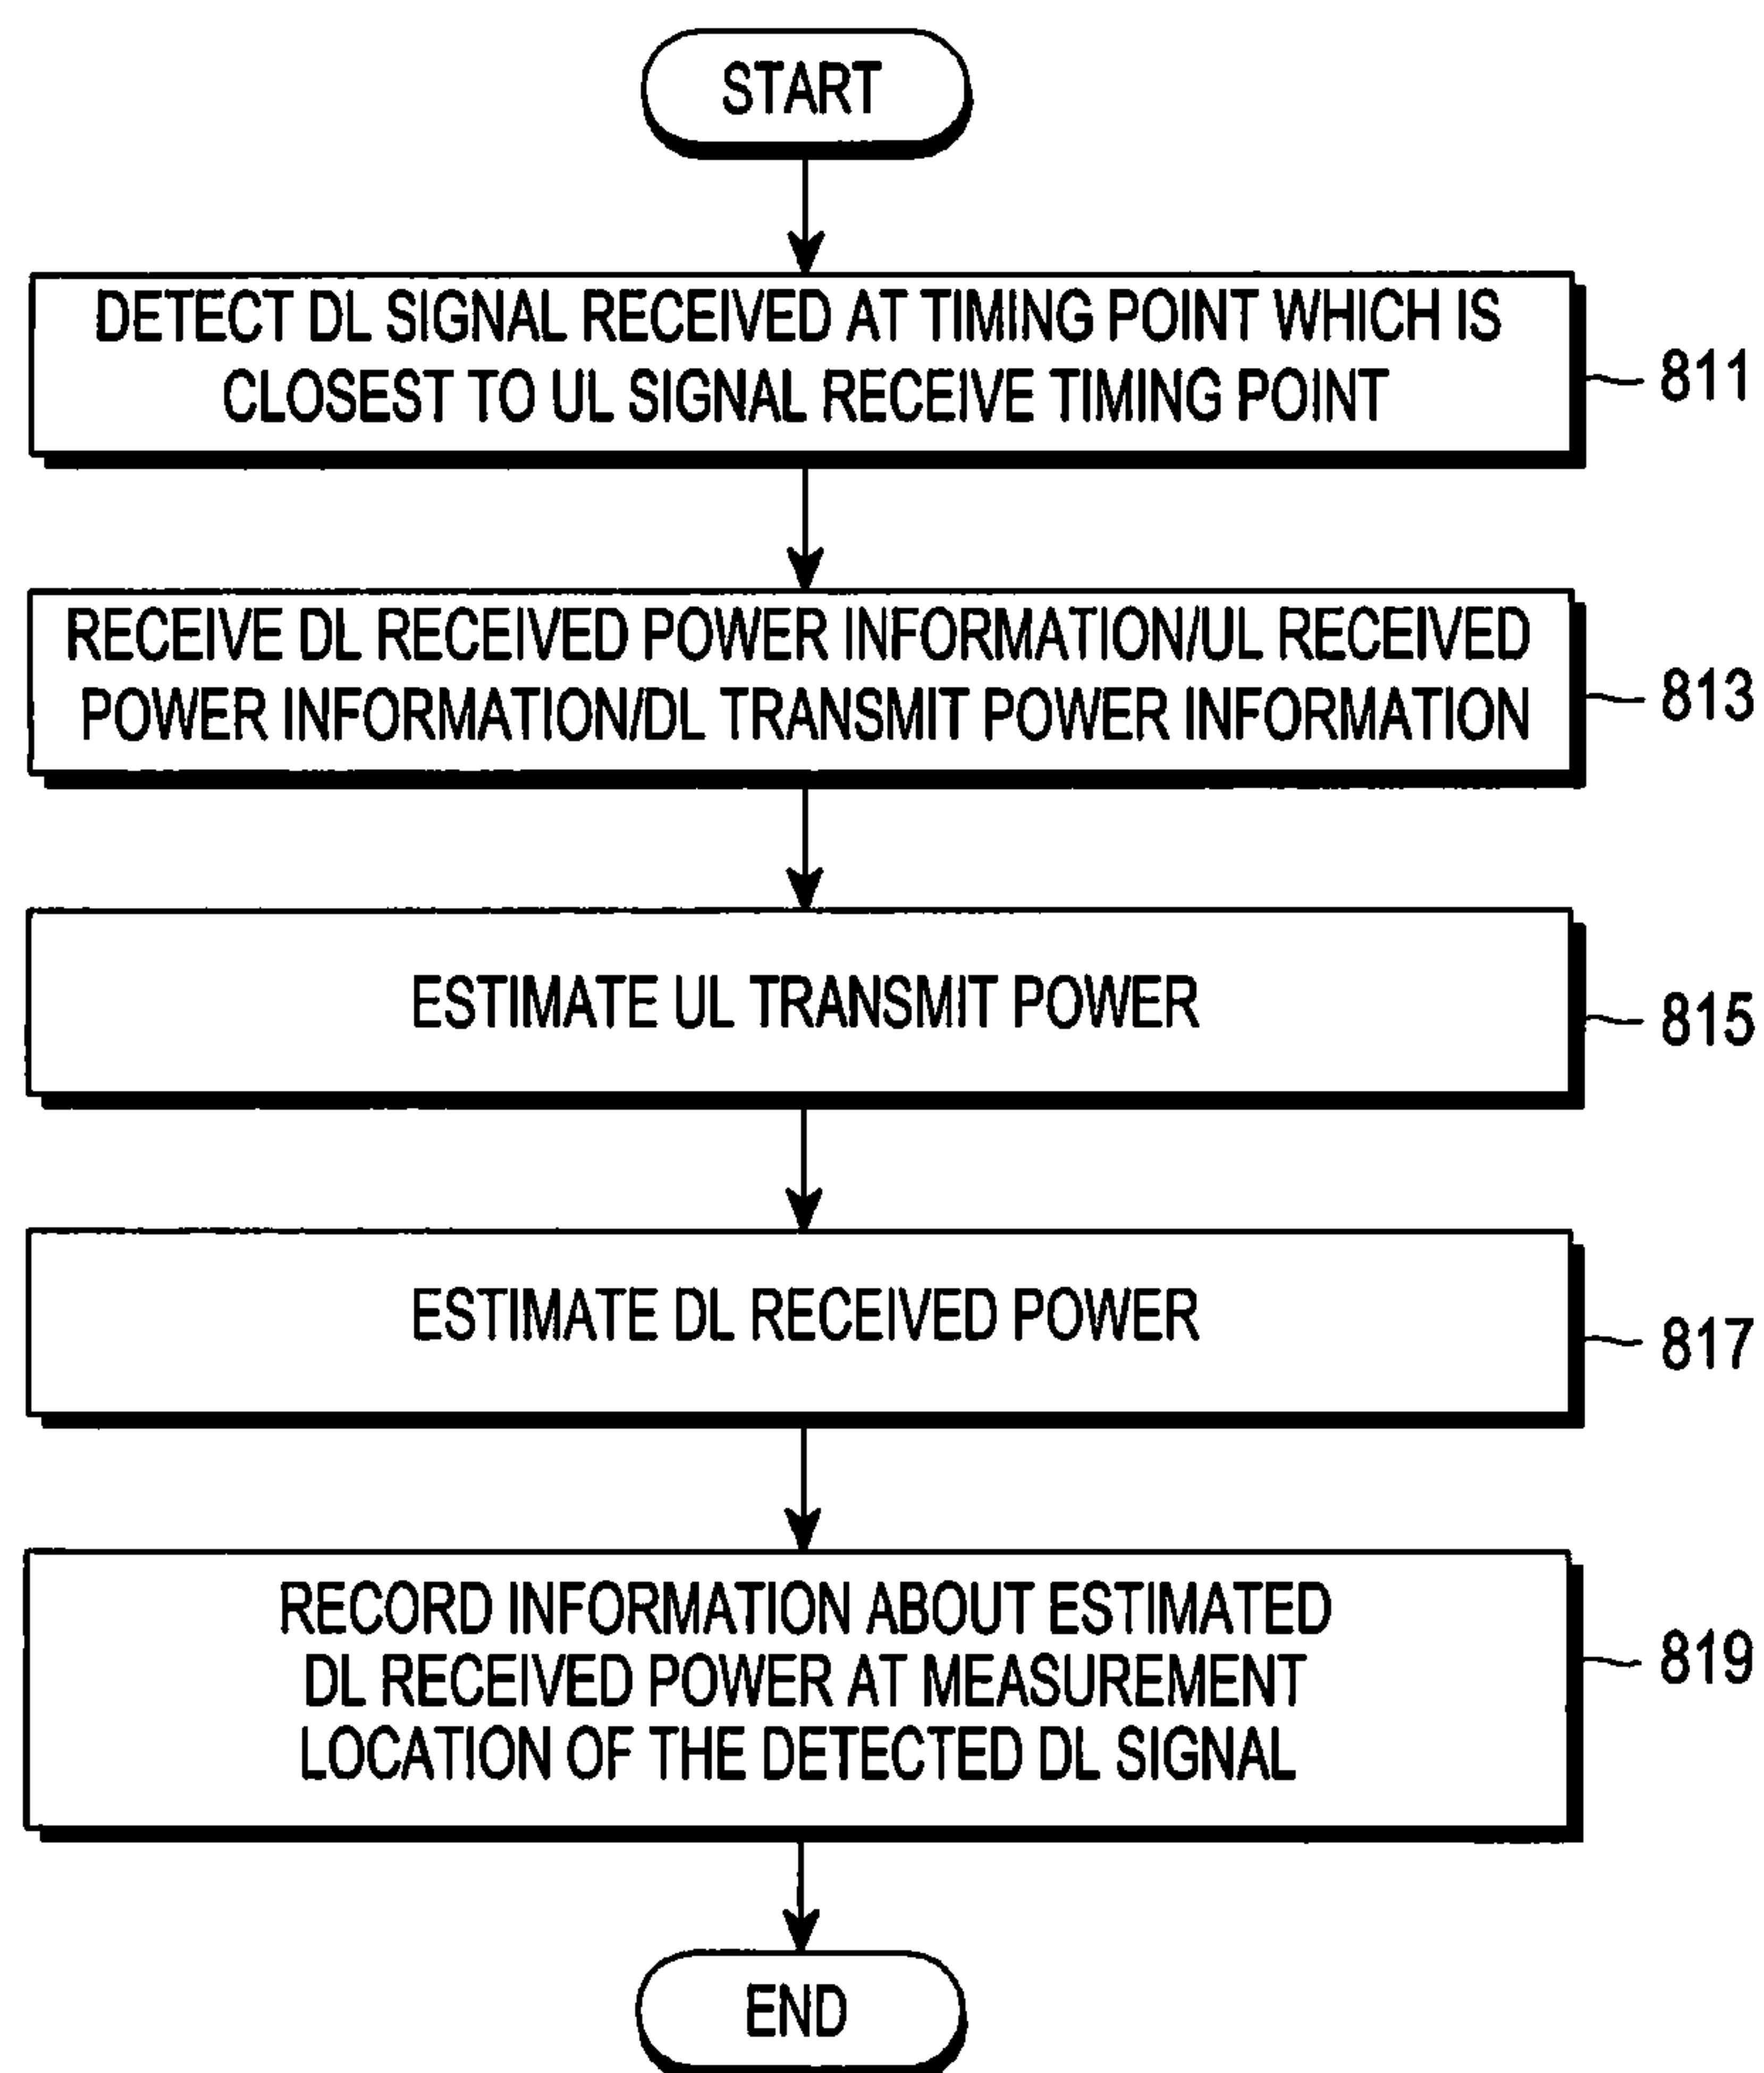 START
DETECT DL SIGNAL RECEIVED AT TIMING POINT WHICH IS
CLOSEST TO UL SIGNAL RECEIVE TIMING POINT
811
RECEIVE DL RECEIVED POWER INFORMATION/UL RECEIVED
POWER INFORMATION/DL TRANSMIT POWER INFORMATION
813
ESTIMATE UL TRANSMIT POWER
815
ESTIMATE DL RECEIVED POWER
817
RECORD INFORMATION ABOUT ESTIMATED
DL RECEIVED POWER AT MEASUREMENT
LOCATION OF THE DETECTED DL SIGNAL
819
END